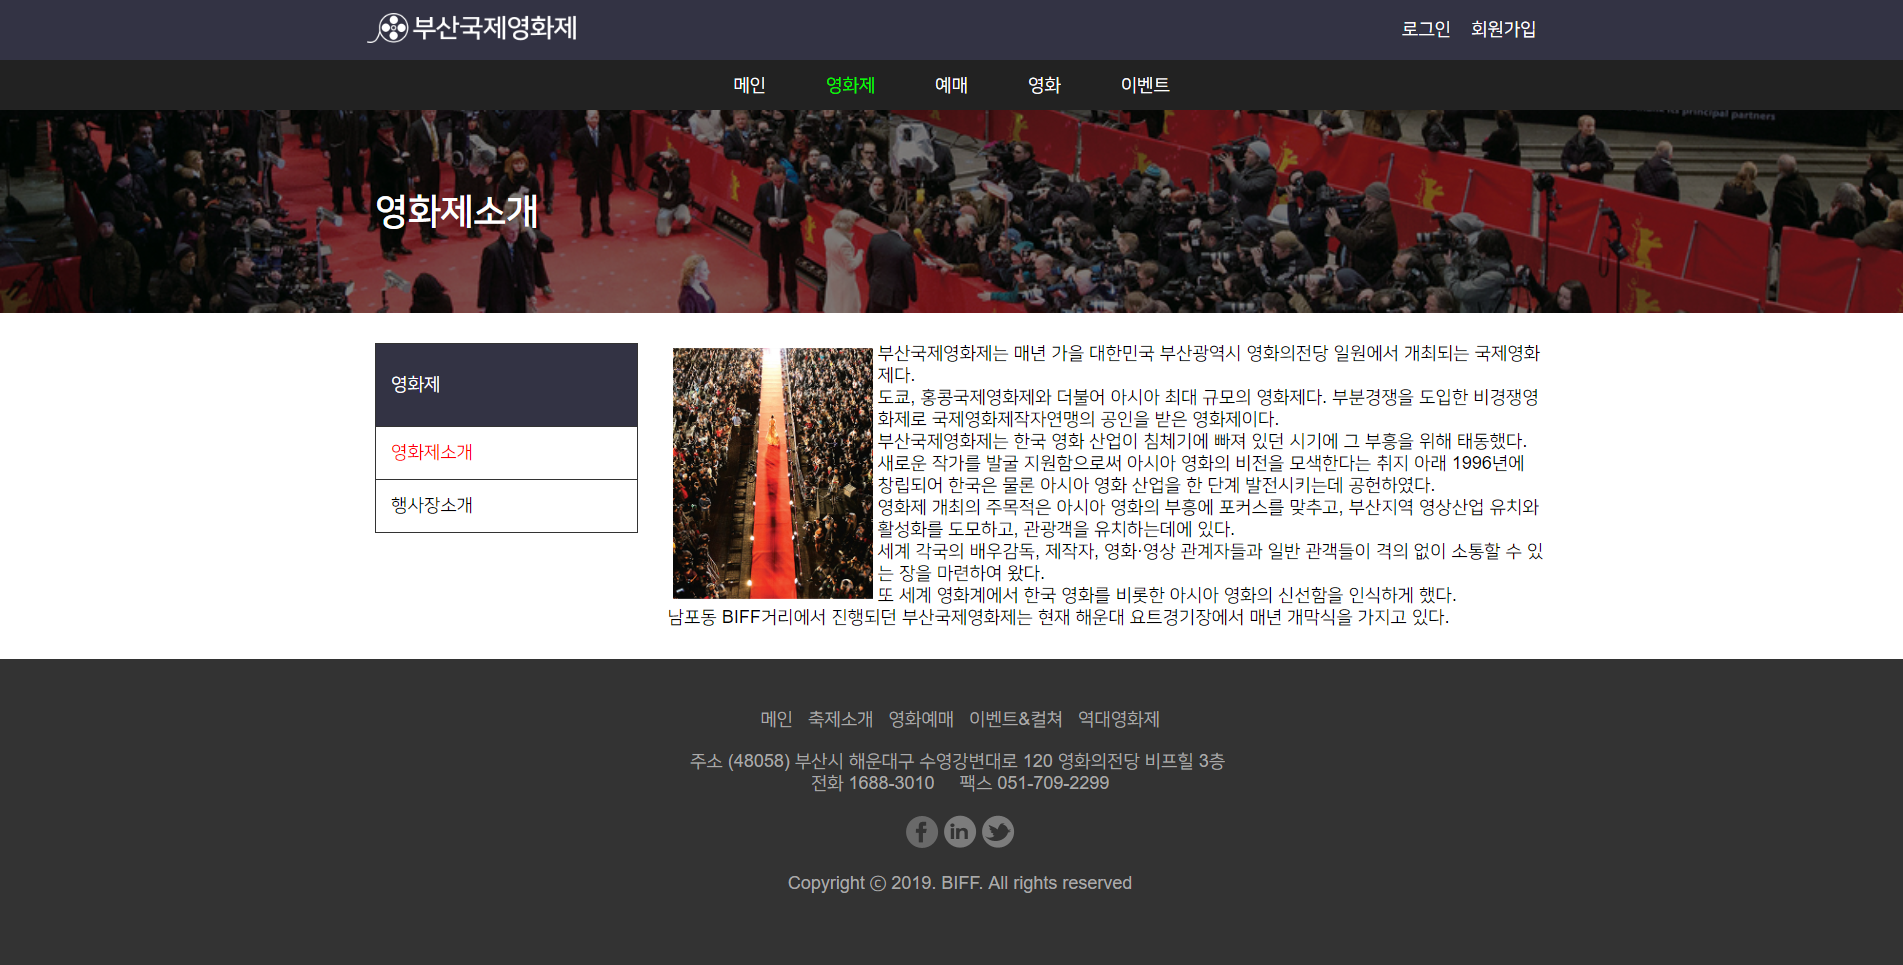 부산국제영화제
로그인 회원가입
메인 영화제 예매 영화 이벤트
its principal partners
영화제소개
영화제
영화제소개
행사장소개
부산국제영화제는 매년 가을 대한민국 부산광역시 영화의전당 일원에서 개최되는 국제영화
제다.
도쿄, 홍콩국제영화제와 더불어 아시아 최대 규모의 영화제다. 부분경쟁을 도입한 비경쟁영
화제로 국제영화제작자연맹의 공인을 받은 영화제이다.
부산국제영화제는 한국 영화 산업이 침체기에 빠져 있던 시기에 그 부흥을 위해 태동했다.
새로운 작가를 발굴 지원함으로써 아시아 영화의 비전을 모색한다는 취지 아래 1996년에
창립되어 한국은 물론 아시아 영화 산업을 한 단계 발전시키는데 공헌하였다.
영화제 개최의 주목적은 아시아 영화의 부흥에 포커스를 맞추고, 부산지역 영상산업 유치와
활성화를 도모하고, 관광객을 유치하는데에 있다.
세계 각국의 배우감독, 제작자, 영화·영상 관계자들과 일반 관객들이 격의 없이 소통할 수 있
는 장을 마련하여 왔다.
또 세계 영화계에서 한국 영화를 비롯한 아시아 영화의 신선함을 인식하게 했다.
남포동 BIFF거리에서 진행되던 부산국제영화제는 현재 해운대 요트경기장에서 매년 개막식을 가지고 있다.
메인 축제소개 영화예매 이벤트&컬쳐 역대영화제
주소 (48058) 부산시 해운대구 수영강변대로 120 영화의전당 비프힐 3층
전화 1688-3010 팩스 051-709-2299
Copyright ⓒ 2019. BIFF. All rights reserved